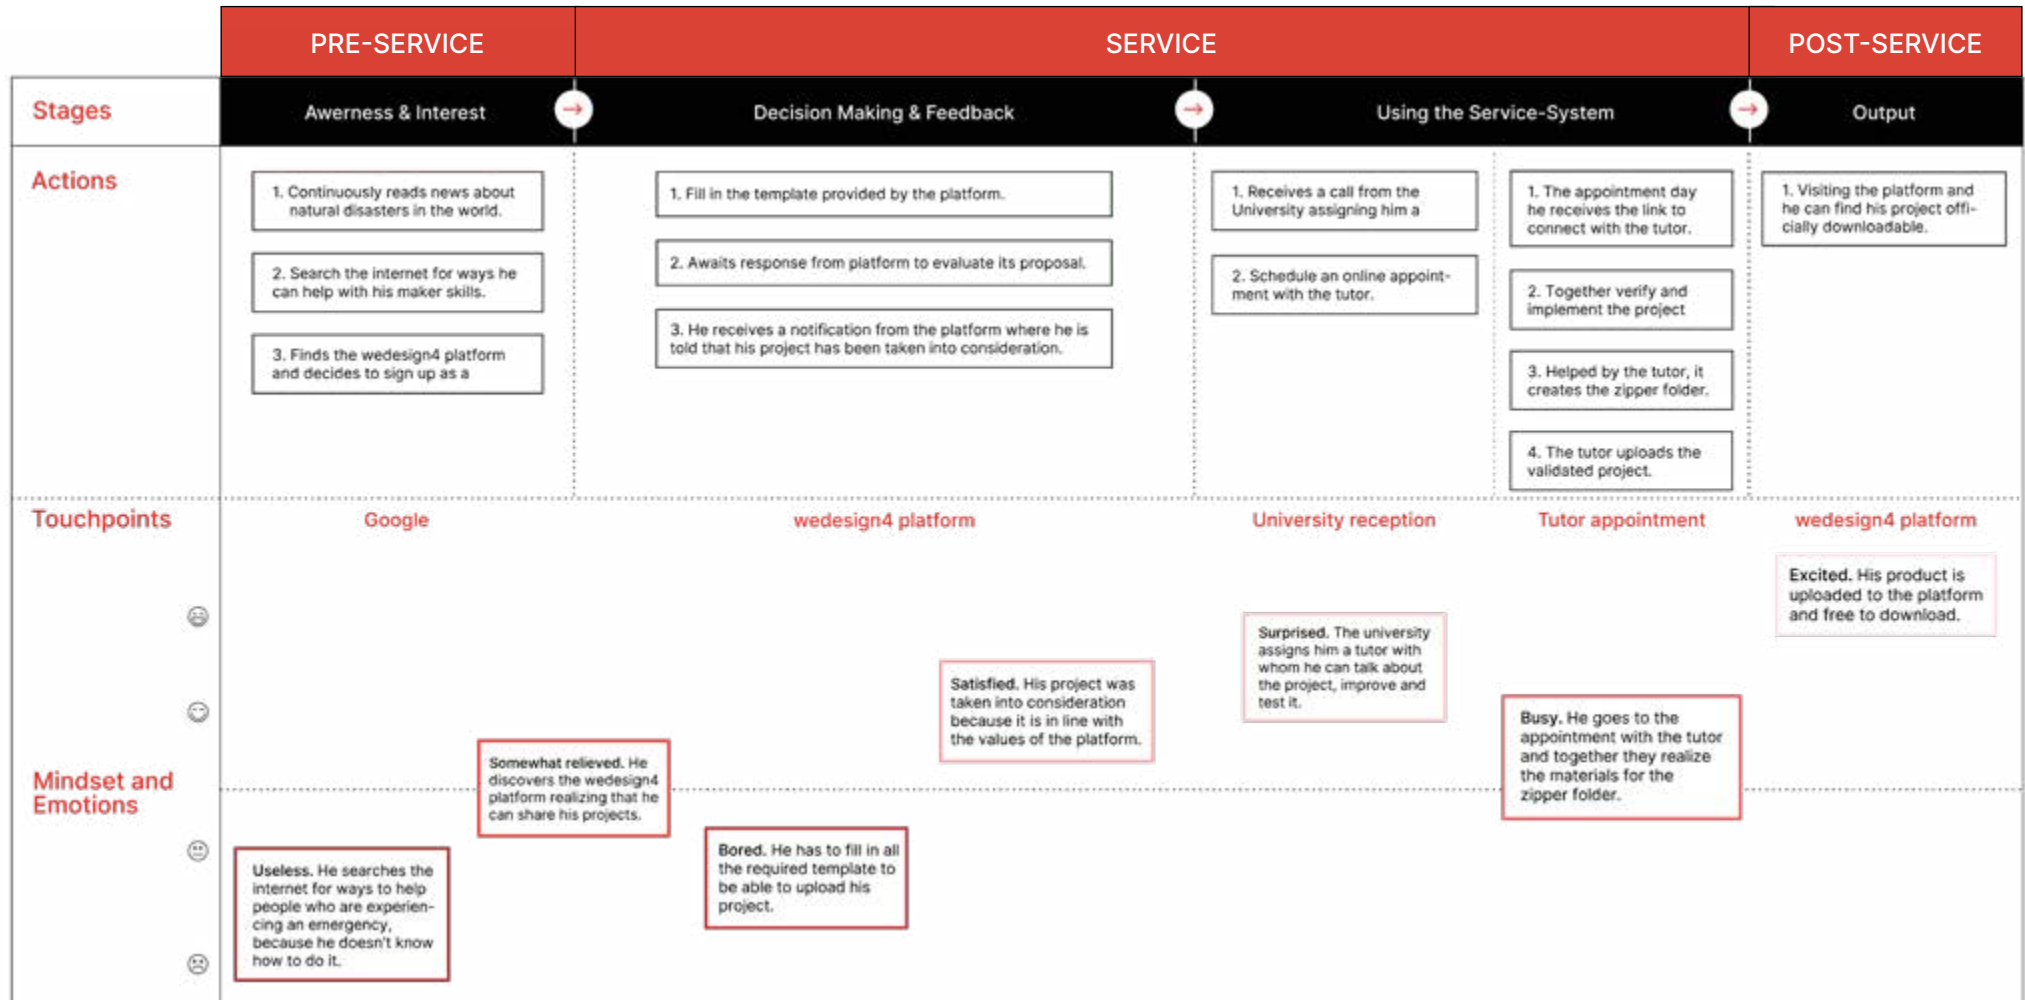 PRE-SERVICE
SERVICE
POST-SERVICE
Stages
Awerness & Interest
→
Decision Making & Feedback
→
Using the Service-System
→
Output
Actions
1. Continuously reads news about
natural disasters in the world.
2. Search the internet for ways he
can help with his maker skills.
3. Finds the wedesign4 platform
and decides to sign up as a
1. Fill in the template provided by the platform.
2. Awaits response from platform to evaluate its proposal.
3. He receives a notification from the platform where he is
told that his project has been taken into consideration.
1. Receives a call from the
University assigning him a
2. Schedule an online appoint-
ment with the tutor.
1. The appointment day
he receives the link to
connect with the tutor.
2. Together verify and
implement the project
3. Helped by the tutor, it
creates the zipper folder.
4. The tutor uploads the
validated project.
1. Visiting the platform and
he can find his project offi-
cially downloadable.
Touchpoints
Google
wedesign4 platform
University reception
Tutor appointment
wedesign4 platform
Mindset and
Emotions
Useless. He searches the
internet for ways to help
people who are experien-
cing an emergency,
because he doesn't know
how to do it.
Somewhat relieved. He
discovers the wedesign4
platform realizing that he
can share his projects.
Bored. He has to fill in all
the required template to
be able to upload his
project.
Satisfied. His project was
taken into consideration
because it is in line with
the values of the platform.
Surprised. The university
assigns him a tutor with
whom he can talk about
the project, improve and
test it.
Busy. He goes to the
appointment with the tutor
and together they realize
the materials for the
zipper folder.
Excited. His product is
uploaded to the platform
and free to download.